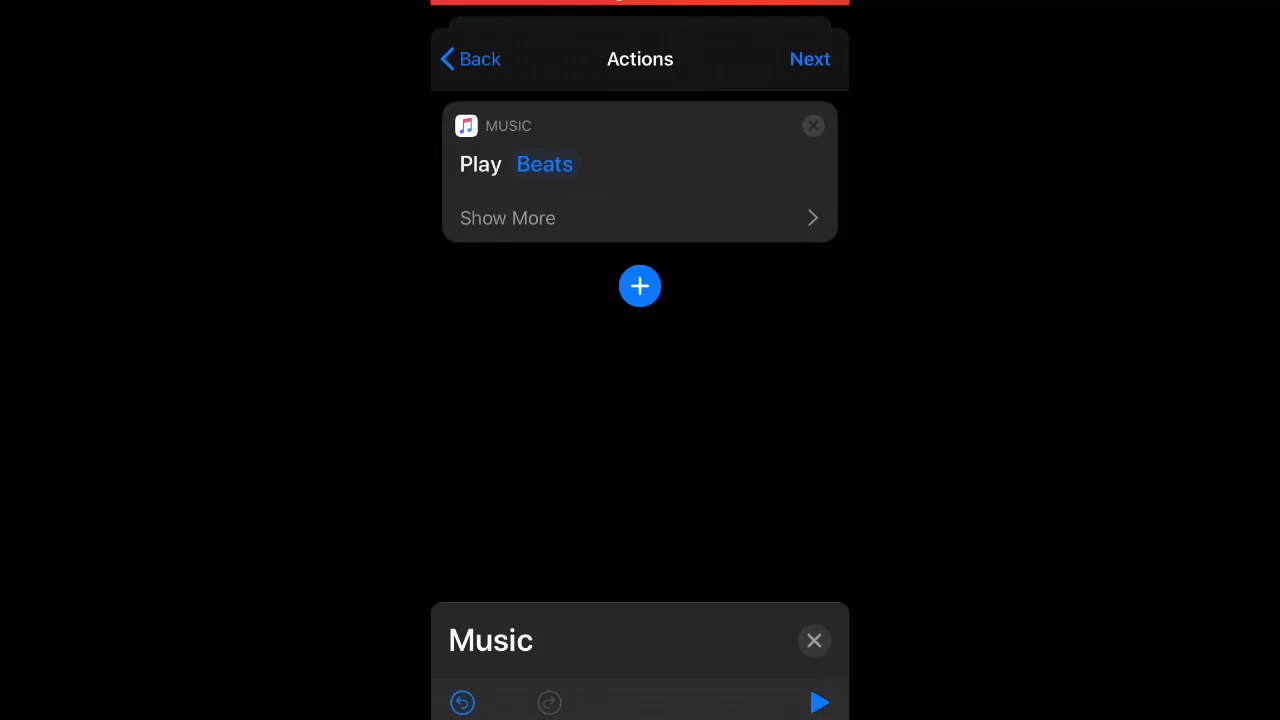 Back
Actions
Next
MUSIC
Play Beats
Show More
Music